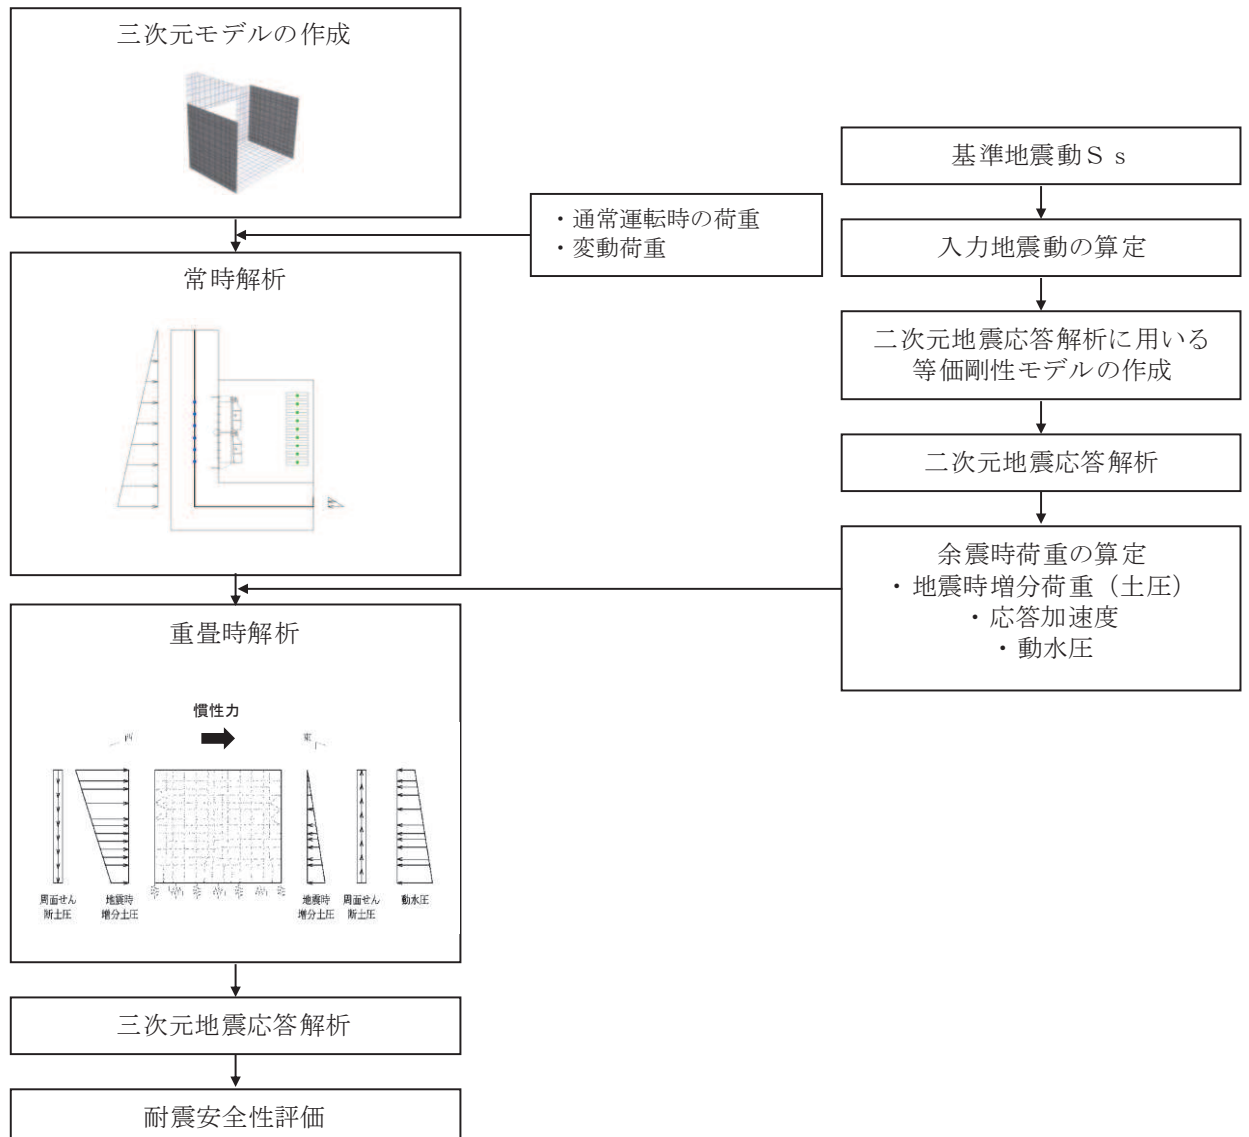 三次元モデルの作成
・通常運転時の荷重
・変動荷重
常時解析
基準地震動Ｓｓ
入力地震動の算定
二次元地震応答解析に用いる
等価剛性モデルの作成
二次元地震応答解析
余震時荷重の算定
・地震時増分荷重（土圧）
・応答加速度
・動水圧
重畳時解析
慣性力
西
東
周面せん
断土圧
地震時
増分土圧
地震時
増分土圧
周面せん
断土圧
動水圧
三次元地震応答解析
耐震安全性評価